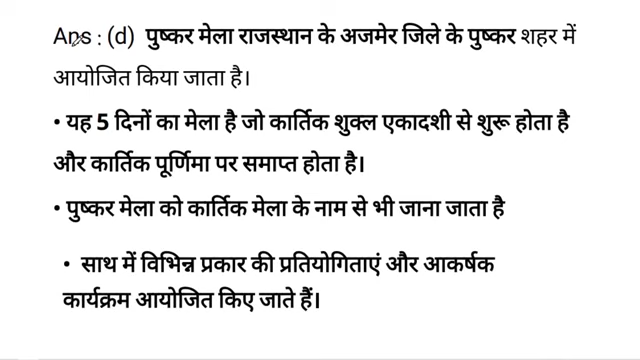 Ans : (d) पुष्कर मेला राजस्थान के अजमेर जिले के पुष्कर शहर में
आयोजित किया जाता है।
• यह 5 दिनों का मेला है जो कार्तिक शुक्ल एकादशी से शुरू होता है
और कार्तिक पूर्णिमा पर समाप्त होता है।
• पुष्कर मेला को कार्तिक मेला के नाम से भी जाना जाता है
• साथ में विभिन्न प्रकार की प्रतियोगिताएं और आकर्षक
कार्यक्रम आयोजित किए जाते हैं।